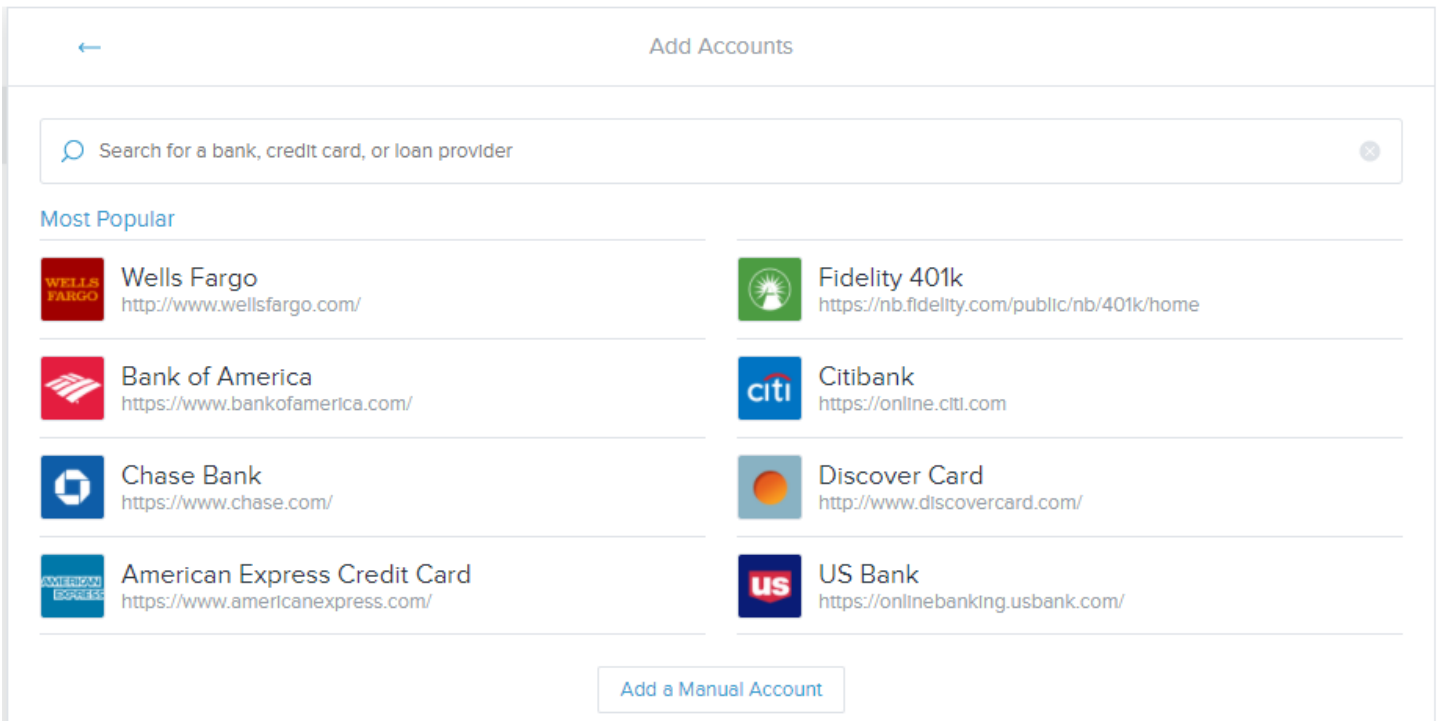 Add Accounts
Search for a bank, credit card, or loan provider
Most Popular
WELLS
FARGO
Wells Fargo
http://www.wellsfargo.com/
Bank of America
https://www.bankofamerica.com/
Chase Bank
https://www.chase.com/
AMERICAN
EXPRESS
American Express Credit Card
https://www.americanexpress.com/
Fidelity 401k
https://nb.fidelity.com/public/nb/401k/home
citi
Citibank
https://online.citi.com
Discover Card
http://www.discovercard.com/
us
US Bank
https://onlinebanking.usbank.com/
Add a Manual Account